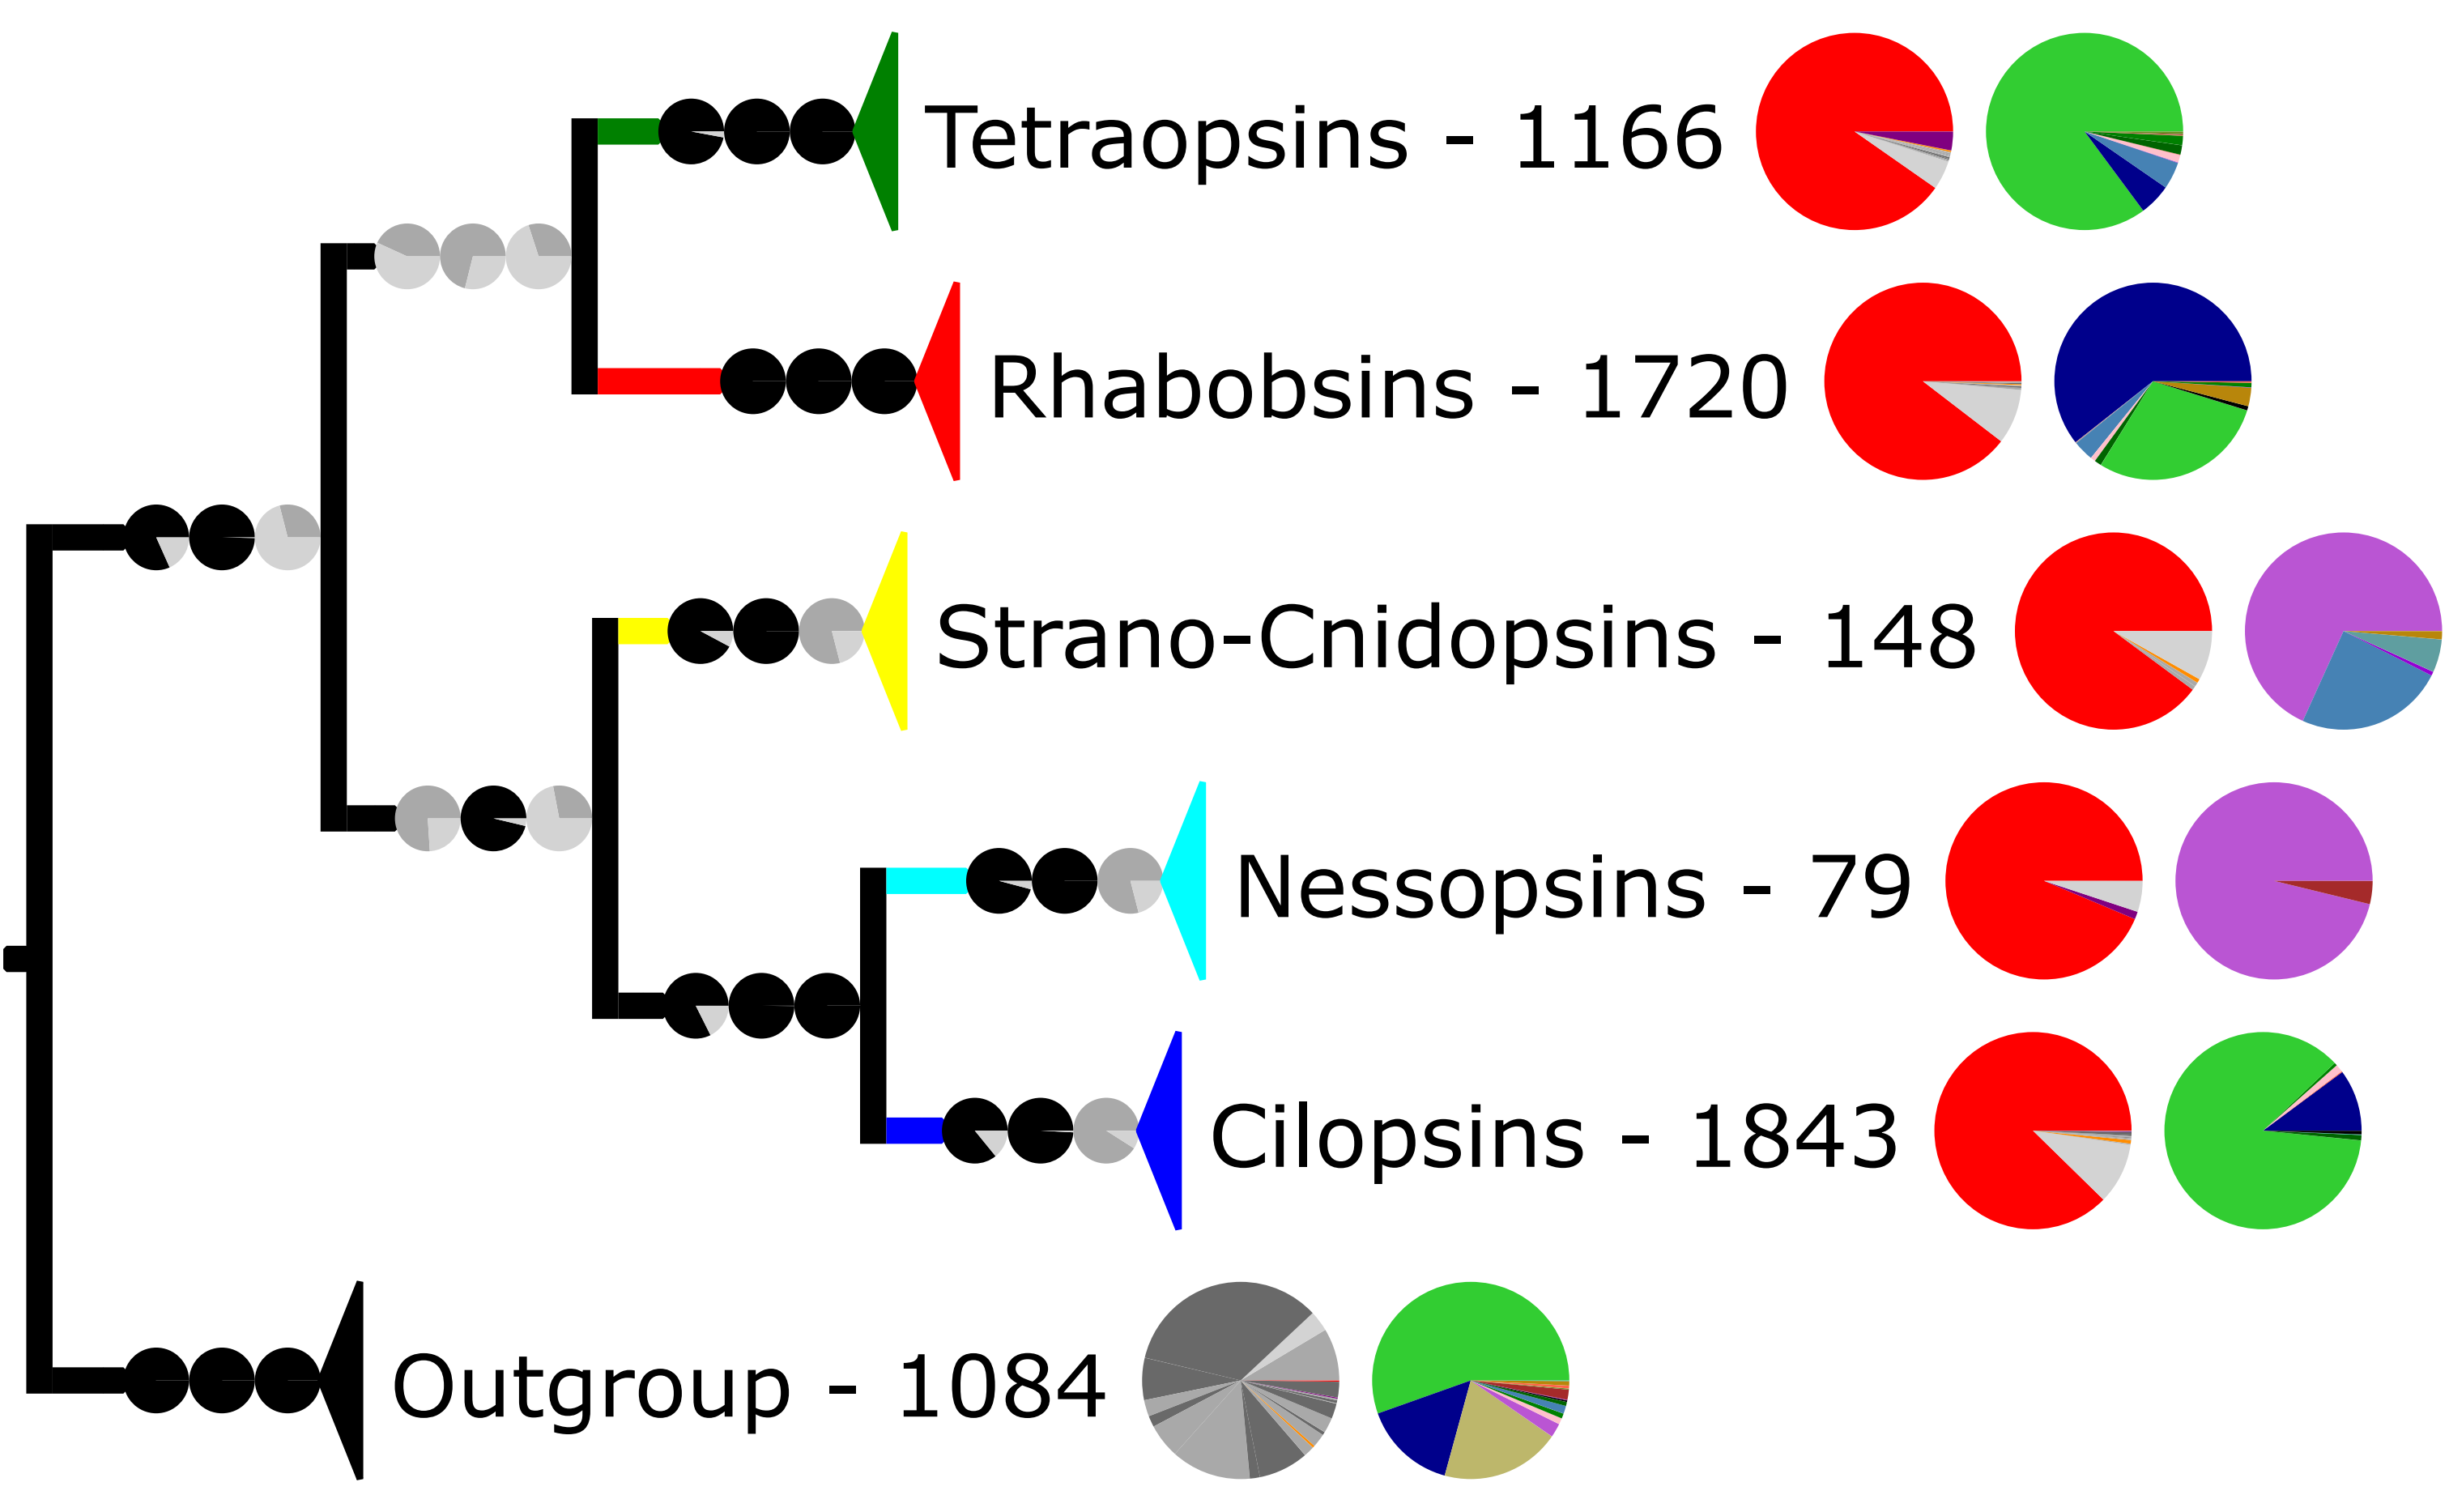 Tetraopsins - 1166
Rhabobsins - 1720
Strano-Cnidopsins - 148
Nessopsins - 79
Cilopsins - 1843
Outgroup - 1084